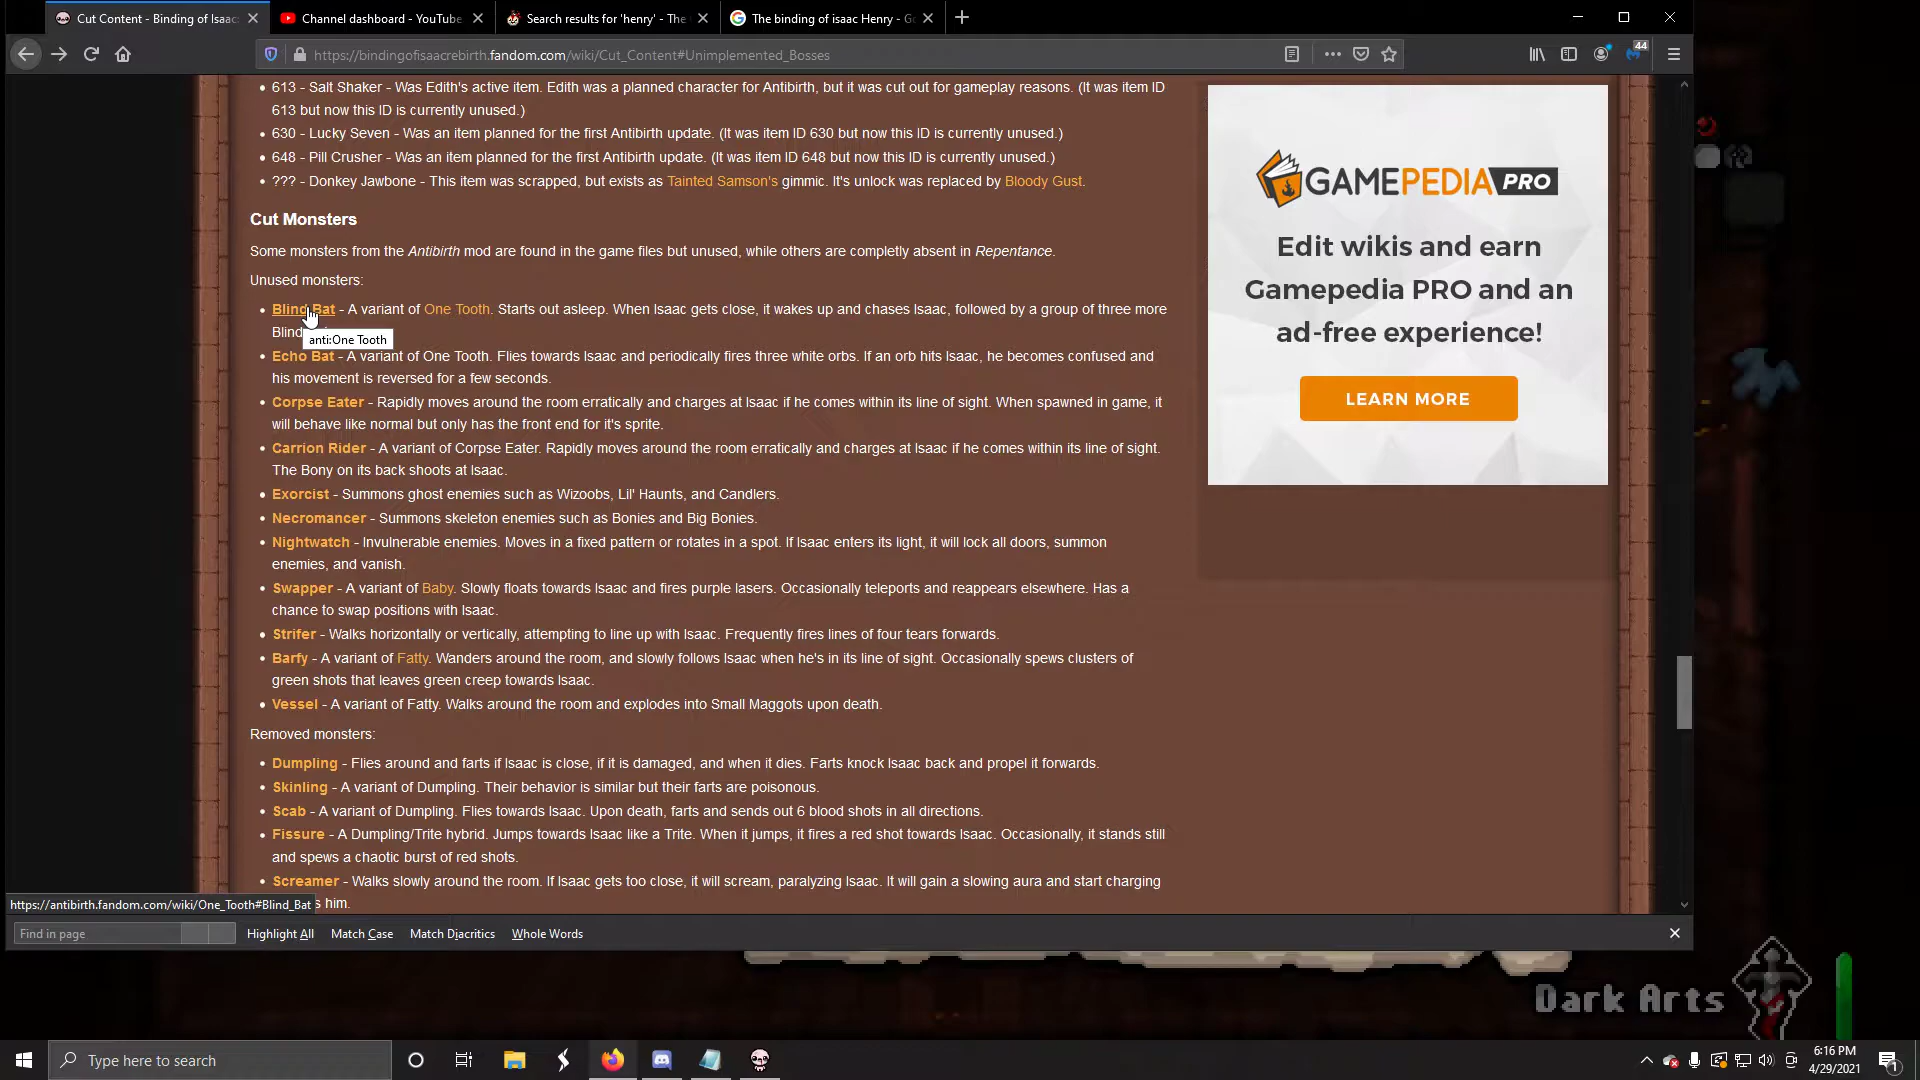 Cut Content - Binding of Isaac
Channel dashboard - YouTube
Search results for 'henry' - The
The binding of isaac Henry - Go
https://bindingofisaacrebirth.fandom.com/wiki/Cut_Content#Unimplemented_Bosses
44
613 - Salt Shaker - Was Edith's active item. Edith was a planned character for Antibirth, but it was cut out for gameplay reasons. (It was item ID
613 but now this ID is currently unused.)
630 - Lucky Seven - Was an item planned for the first Antibirth update. (It was item ID 630 but now this ID is currently unused.)
648 - Pill Crusher - Was an item planned for the first Antibirth update. (It was item ID 648 but now this ID is currently unused.)
??? - Donkey Jawbone - This item was scrapped, but exists as Tainted Samson's gimmic. It's unlock was replaced by Bloody Gust.
Cut Monsters
Some monsters from the Antibirth mod are found in the game files but unused, while others are completly absent in Repentance.
Unused monsters:
Blind Bat - A variant of One Tooth. Starts out asleep. When Isaac gets close, it wakes up and chases Isaac, followed by a group of three more
Blind
anti:One Tooth
Echo Bat - A variant of One Tooth. Flies towards Isaac and periodically fires three white orbs. If an orb hits Isaac, he becomes confused and
his movement is reversed for a few seconds.
Corpse Eater - Rapidly moves around the room erratically and charges at Isaac if he comes within its line of sight. When spawned in game, it
will behave like normal but only has the front end for it's sprite.
Carrion Rider - A variant of Corpse Eater. Rapidly moves around the room erratically and charges at Isaac if he comes within its line of sight.
The Bony on its back shoots at Isaac.
Exorcist - Summons ghost enemies such as Wizoobs, Lil' Haunts, and Candlers.
Necromancer - Summons skeleton enemies such as Bonies and Big Bonies.
Nightwatch - Invulnerable enemies. Moves in a fixed pattern or rotates in a spot. If Isaac enters its light, it will lock all doors, summon
enemies, and vanish.
Swapper - A variant of Baby. Slowly floats towards Isaac and fires purple lasers. Occasionally teleports and reappears elsewhere. Has a
chance to swap positions with Isaac.
Strifer - Walks horizontally or vertically, attempting to line up with Isaac. Frequently fires lines of four tears forwards.
Barfy - A variant of Fatty. Wanders around the room, and slowly follows Isaac when he's in its line of sight. Occasionally spews clusters of
green shots that leaves green creep towards Isaac.
Vessel - A variant of Fatty. Walks around the room and explodes into Small Maggots upon death.
Removed monsters:
Dumpling - Flies around and farts if Isaac is close, if it is damaged, and when it dies. Farts knock Isaac back and propel it forwards.
Skinling - A variant of Dumpling. Their behavior is similar but their farts are poisonous.
Scab - A variant of Dumpling. Flies towards Isaac. Upon death, farts and sends out 6 blood shots in all directions.
Fissure - A Dumpling/Trite hybrid. Jumps towards Isaac like a Trite. When it jumps, it fires a red shot towards Isaac. Occasionally, it stands still
and spews a chaotic burst of red shots.
Screamer - Walks slowly around the room. If Isaac gets too close, it will scream, paralyzing Isaac. It will gain a slowing aura and start charging
s him.
https://antibirth.fandom.com/wiki/One_Tooth#Blind_Bat
GAMEPEDIA PRO
Edit wikis and earn
Gamepedia PRO and an
ad-free experience!
LEARN MORE
Find in page
Highlight All
Match Case
Match Diacritics
Whole Words
Dark Arts
Type here to search
6:16 PM
4/29/2021
1